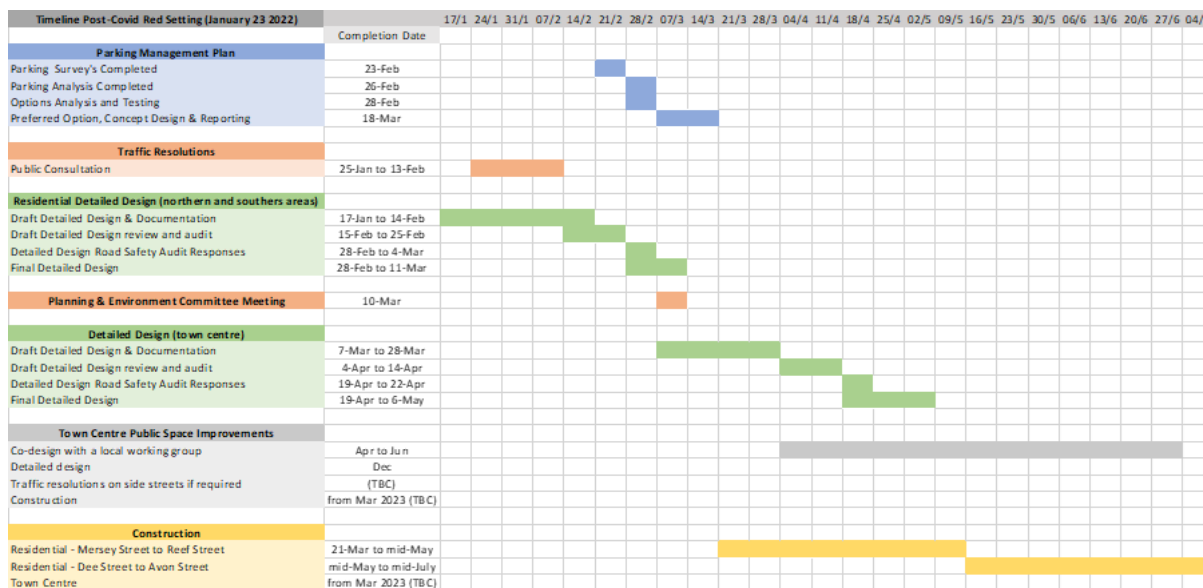 Timeline Post-Covid Red Setting (January 23 2022) 17/1 24/1 31/1 07/2 14/2 21/2 28/2 07/3 14/3 21/3 28/3 04/4 11/4 18/4 25/4 02/5 09/5 16/5 23/5 30/5 06/6 13/6 20/6 27/6 04/
Completion Date
Parking Management Plan
Parking Survey's Completed 23-Feb
Parking Analysis Completed 26-Feb
Options Analysis and Testing 28-Feb
Preferred Option, Concept Design & Reporting 18-Mar
Traffic Resolutions
Public Consultation 25-Jan to 13-Feb
Residential Detailed Design (northern and southers areas)
Draft Detailed Design & Documentation 17-Jan to 14-Feb
Draft Detailed Design review and audit 15-Feb to 25-Feb
Detailed Design Road Safety Audit Responses 28-Feb to 4-Mar
Final Detailed Design 28-Feb to 11-Mar
Planning & Environment Committee Meeting 10-Mar
Detailed Design (town centre)
Draft Detailed Design & Documentation 7-Mar to 28-Mar
Draft Detailed Design review and audit 4-Apr to 14-Apr
Detailed Design Road Safety Audit Responses 19-Apr to 22-Apr
Final Detailed Design 19-Apr to 6-May
Town Centre Public Space Improvements
Co-design with a local working group Apr to Jun
Detailed design Dec
Traffic resolutions on side streets if required (TBC)
Construction from Mar 2023 (TBC)
Construction
Residential - Mersey Street to Reef Street 21-Mar to mid-May
Residential - Dee Street to Avon Street mid-May to mid-July
Town Centre from Mar 2023 (TBC)